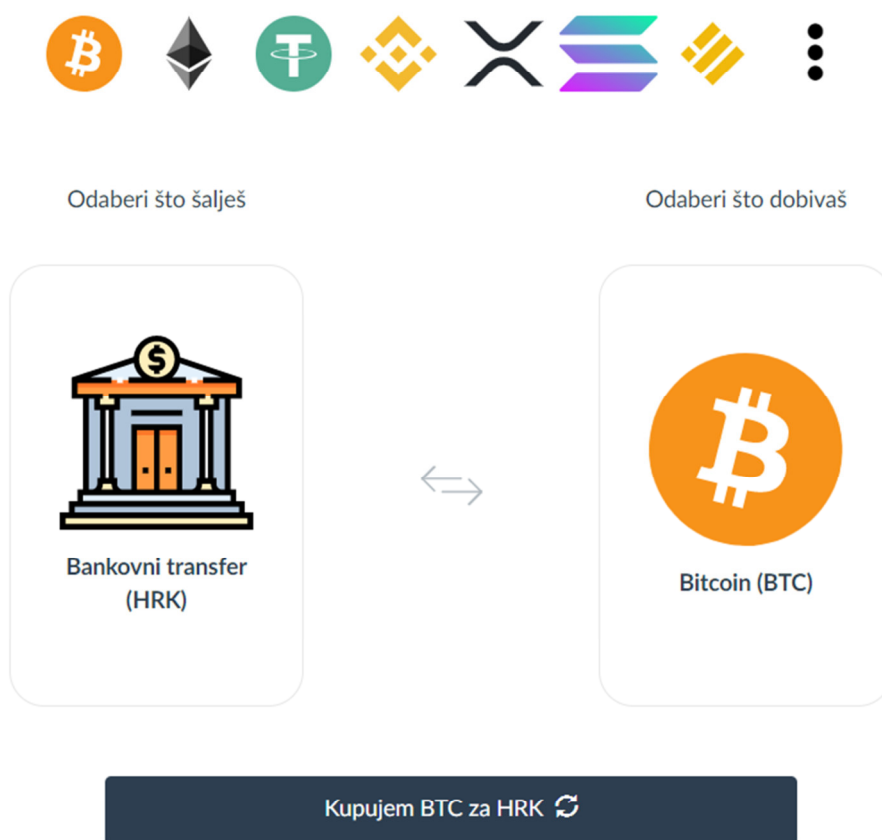 Odaberi što šalješ
Odaberi što dobivaš
Bankovni transfer
(HRK)
Bitcoin (BTC)
Kupujem BTC za HRK